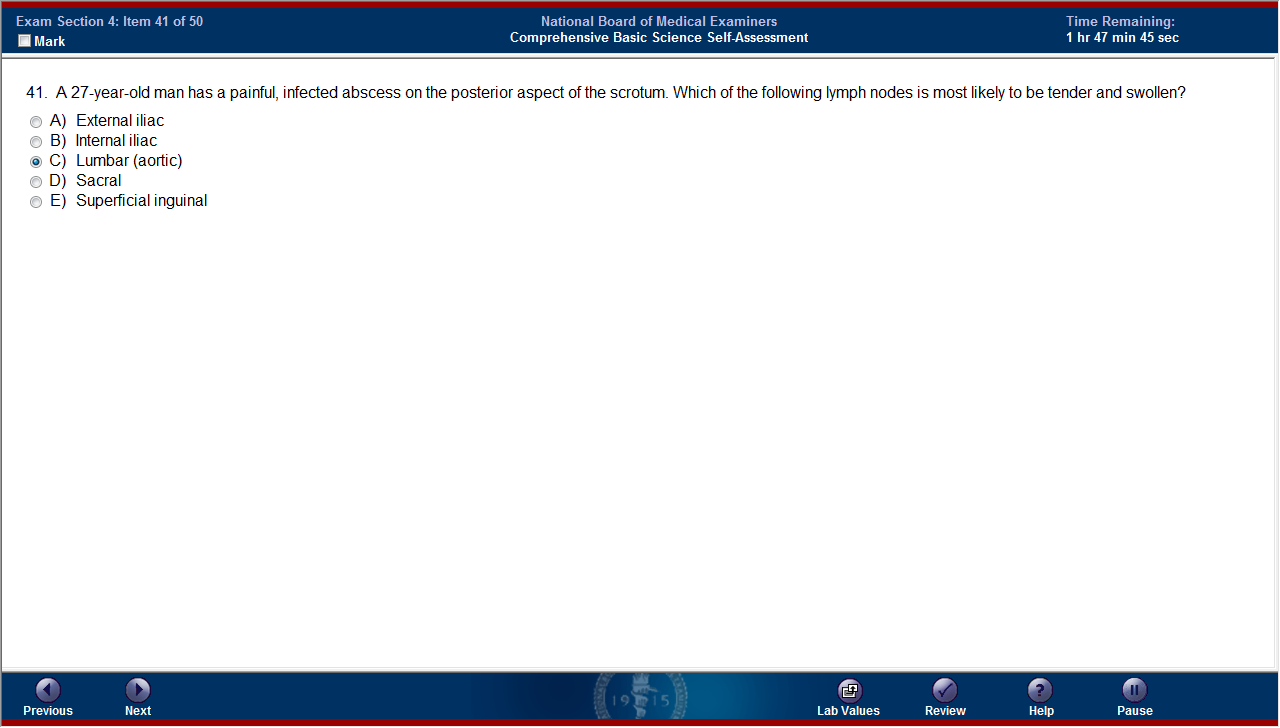 Exam Section 4: Item 41 of 50
National Board of Medical Examiners
Time Remaining:
Mark
Comprehensive Basic Science Self-Assessment
1 hr 47 min 45 sec
41. A 27-year-old man has a painful, infected abscess on the posterior aspect of the scrotum. Which of the following lymph nodes is most likely to be tender and swollen?
A) External iliac
B) Internal iliac
C) Lumbar (aortic)
D) Sacral
E) Superficial inguinal
1915
Previous
Next
Lab Values
Review
Help
Pause